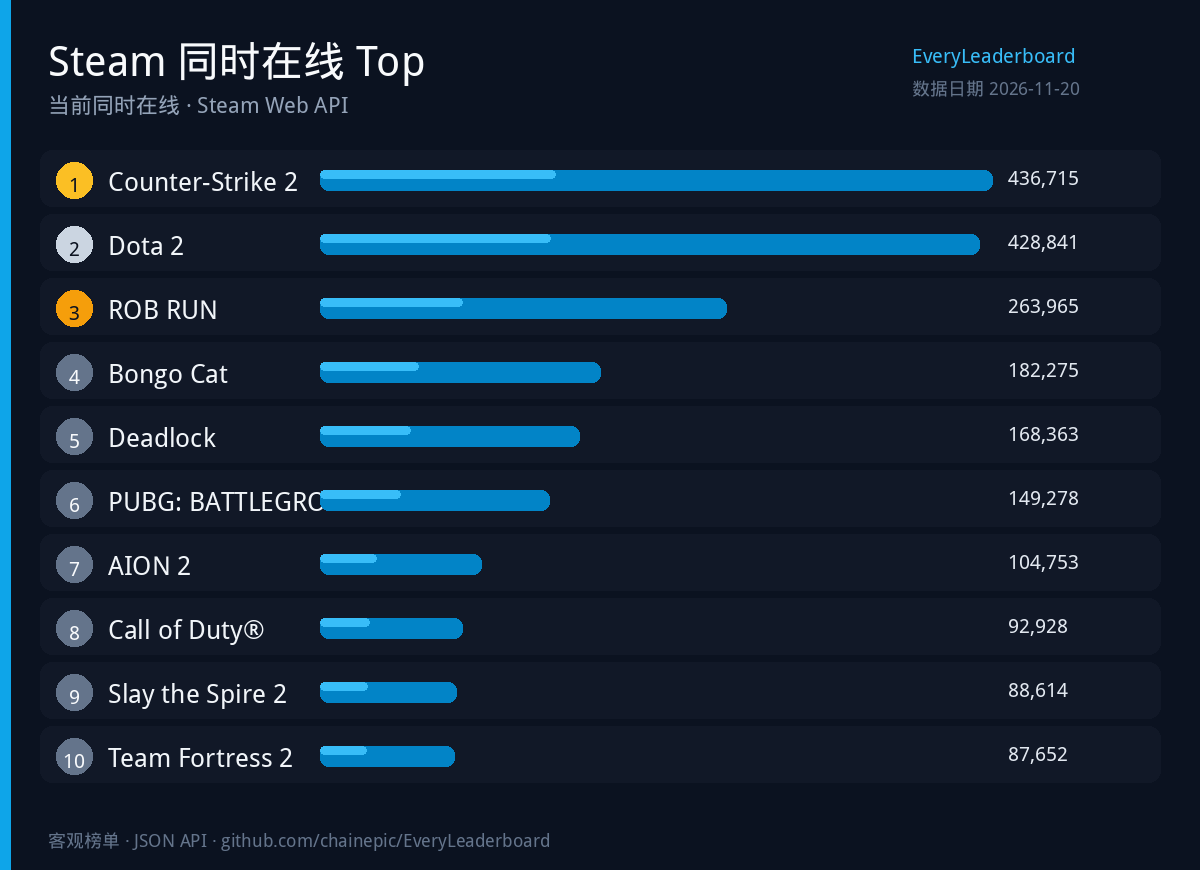 Steam 同时在线 Top
当前同时在线 · Steam Web API
EveryLeaderboard
数据日期 2026-11-20
1 Counter-Strike 2 436,715
2 Dota 2 428,841
3 ROB RUN 263,965
4 Bongo Cat 182,275
5 Deadlock 168,363
6 PUBG: BATTLEGRO 149,278
7 AION 2 104,753
8 Call of Duty® 92,928
9 Slay the Spire 2 88,614
10 Team Fortress 2 87,652
客观榜单 · JSON API · github.com/chainepic/EveryLeaderboard